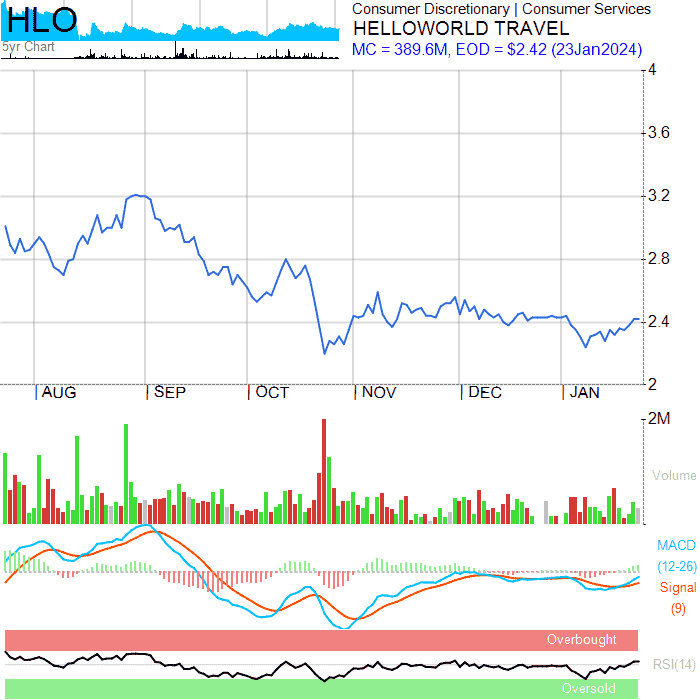 HLO
5yr Chart
Consumer Discretionary | Consumer Services
HELLOWORLD TRAVEL
MC = 389.6M, EOD = $2.42 (23Jan2024)
4
3.6
3.2
2.8
2.4
2
AUG SEP OCT NOV DEC JAN
2M
Volume
MACD
(12-26)
Signal
(9)
Overbought
RSI(14)
Oversold